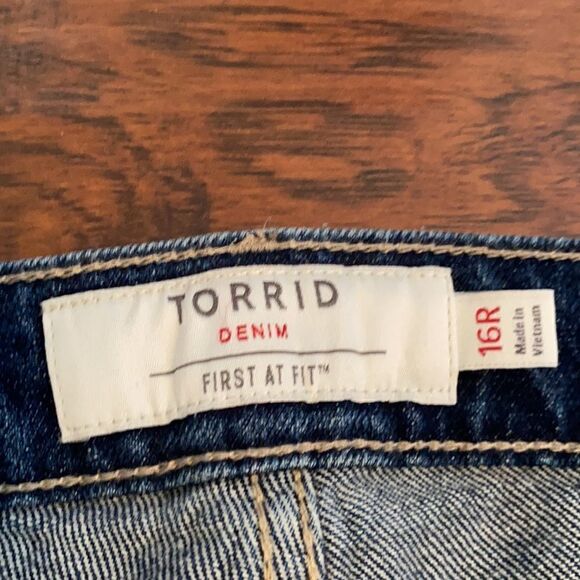 TORRID
DENIM
FIRST AT FIT™
16R
Made in
Vietnam